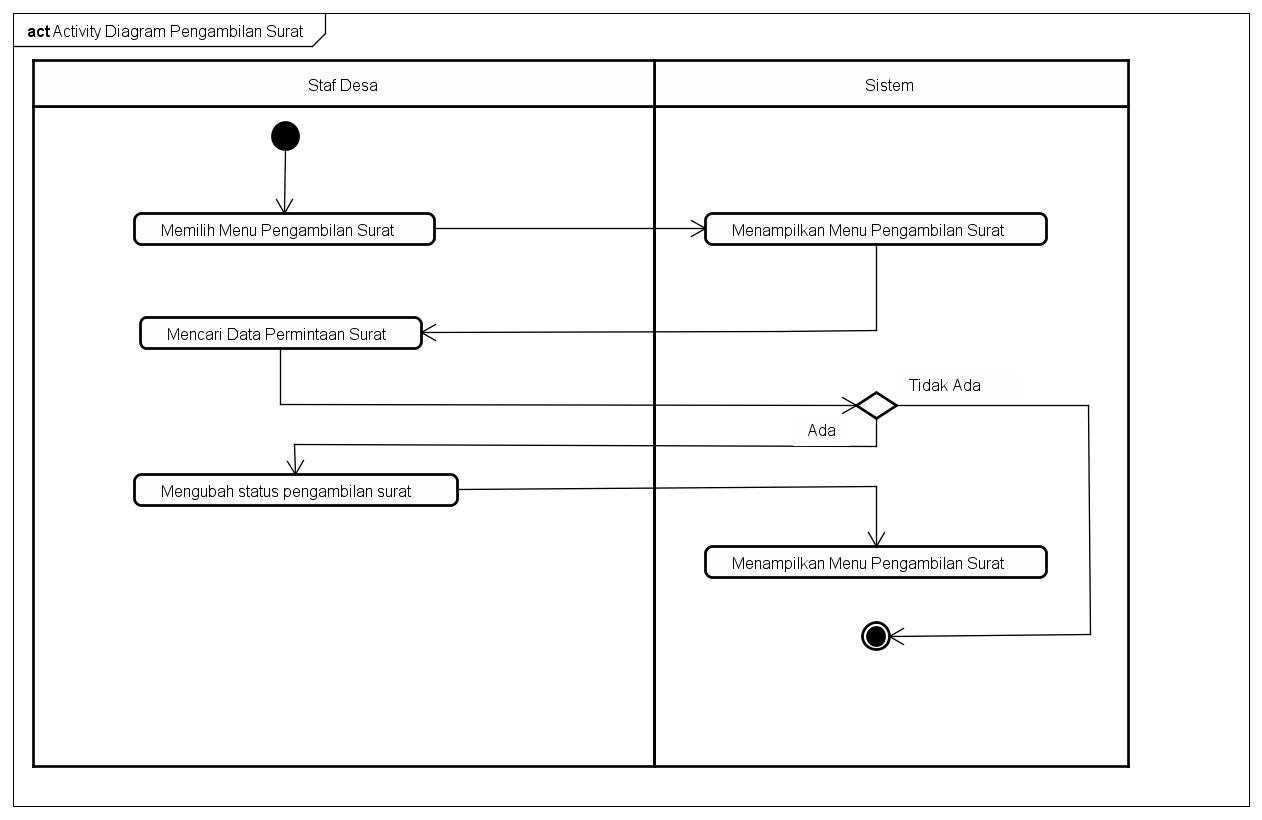 act Activity Diagram Pengambilan Surat
Staf Desa
Sistem
Memilih Menu Pengambilan Surat
Menampilkan Menu Pengambilan Surat
Mencari Data Permintaan Surat
Tidak Ada
Ada
Mengubah status pengambilan surat
Menampilkan Menu Pengambilan Surat